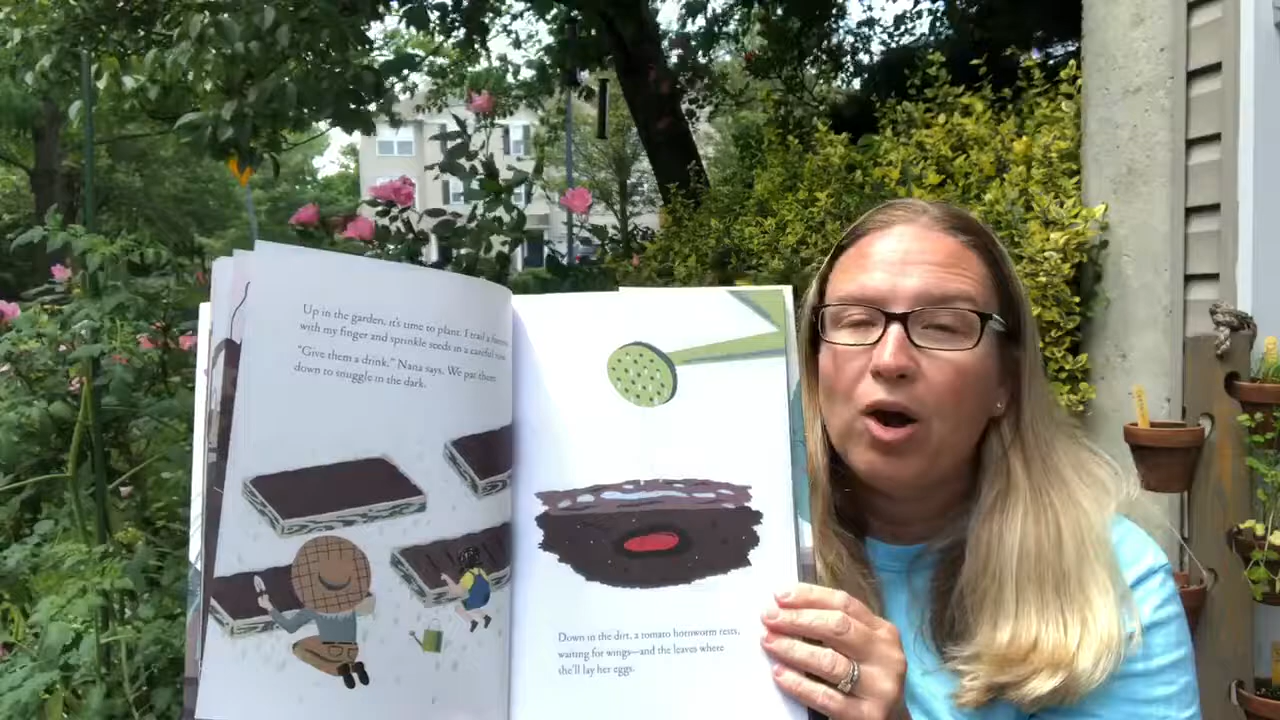 Up in the garden, it's time to plant. I trail a furrow
with my finger and sprinkle seeds in a careful row.
"Give them a drink," Nana says. We pat them
down to snuggle in the dark.
Down in the dirt, a tomato hornworm rests,
waiting for wings—and the leaves where
she'll lay her eggs.